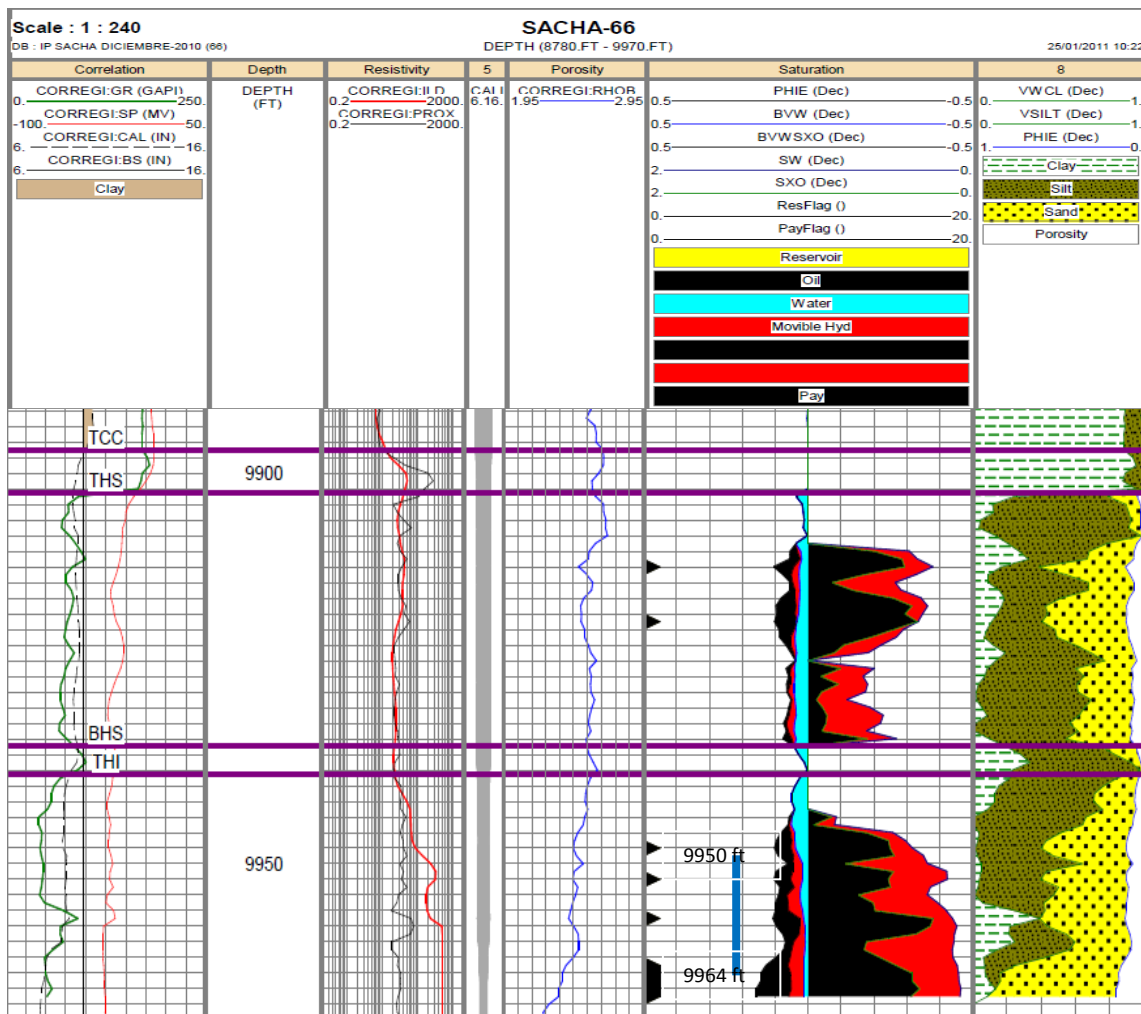 Scale : 1 : 240
SACHA-66
DB : IP SACHA DICIEMBRE-2010 (66)
DEPTH (8780.FT - 9970.FT)
25/01/2011 10:22
Correlation
CORREGI:GR (GAPI)
0. 250.
CORREGI:SP (MV)
-100. 50.
CORREGI:CAL (IN)
6. 16.
CORREGI:BS (IN)
6. 16.
Clay
Depth
DEPTH
(FT)
Resistivity
CORREGI:ILD
0.2 2000.
CORREGI:PROX
0.2 2000.
5
CALI
6. 16.
Porosity
CORREGI:RHOB
1.95 2.95
Saturation
PHIE (Dec)
0.5 -0.5
BVW (Dec)
0.5 -0.5
BVWSXO (Dec)
0.5 -0.5
SW (Dec)
2. 0.
SXO (Dec)
2. 0.
ResFlag ()
0. 20.
PayFlag ()
0. 20.
Reservoir
Oil
Water
Movible Hyd
Pay
8
VWCL (Dec)
0. 1.
VSILT (Dec)
0. 1.
PHIE (Dec)
1. 0.
Clay
Silt
Sand
Porosity
TCC
THS
9900
BHS
THI
9950
9950 ft
9964 ft